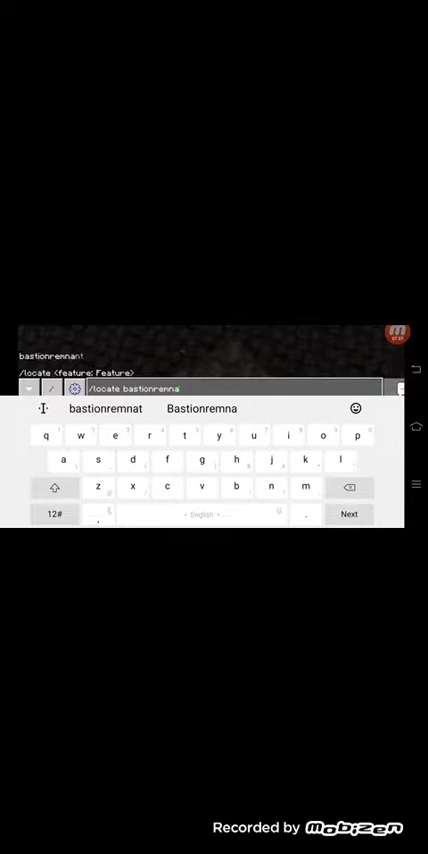 bastionremnant
/locate <feature: Feature>
/locate bastionremna
bastionremnat Bastionremna
q w e r t y u i o p
a s d f g h j k l
z x c v b n m
12# , English . Next
Recorded by mobizen